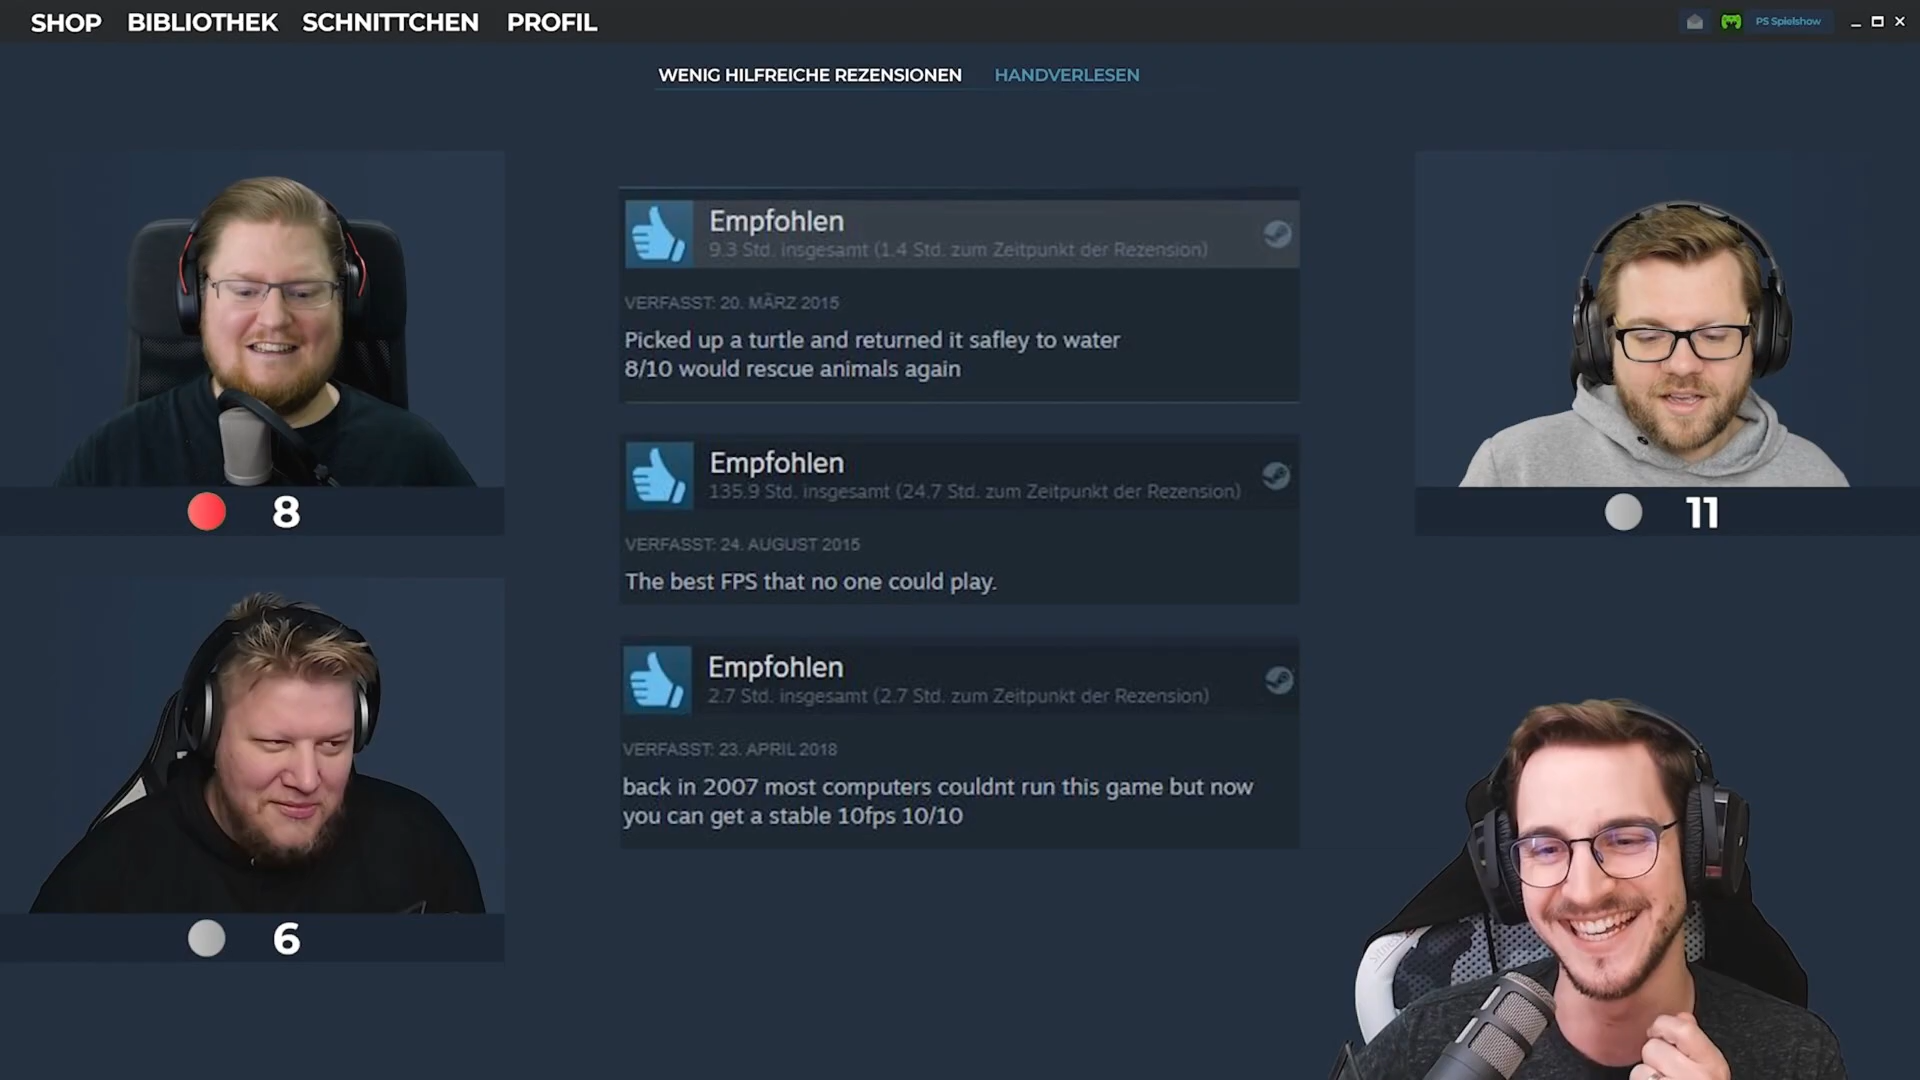 SHOP BIBLIOTHEK SCHNITTCHEN PROFIL
PS Spielshow
WENIG HILFREICHE REZENSIONEN HANDVERLESEN
Empfohlen
9.3 Std. insgesamt (1.4 Std. zum Zeitpunkt der Rezension)
VERFASST: 20. MÄRZ 2015
Picked up a turtle and returned it safley to water
8/10 would rescue animals again
Empfohlen
135.9 Std. insgesamt (24.7 Std. zum Zeitpunkt der Rezension)
VERFASST: 24. AUGUST 2015
The best FPS that no one could play.
Empfohlen
2.7 Std. insgesamt (2.7 Std. zum Zeitpunkt der Rezension)
VERFASST: 23. APRIL 2018
back in 2007 most computers couldnt run this game but now
you can get a stable 10fps 10/10
8
11
6